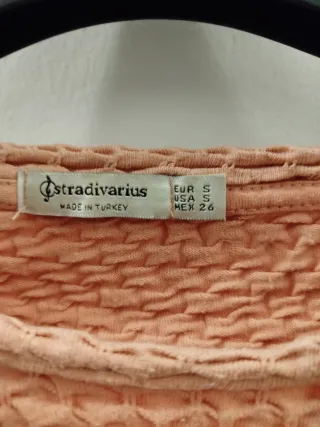 stradivarius
MADE IN TURKEY
EUR S
USA S
MEX 26